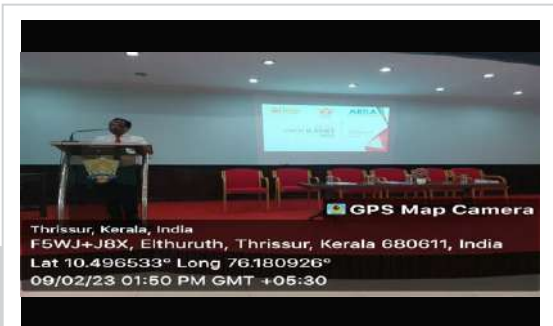 GPS Map Camera
Thrissur, Kerala, India
F5WJ+J8X, Elthuruth, Thrissur, Kerala 680611, India
Lat 10.496533° Long 76.180926°
09/02/23 01:50 PM GMT +05:30